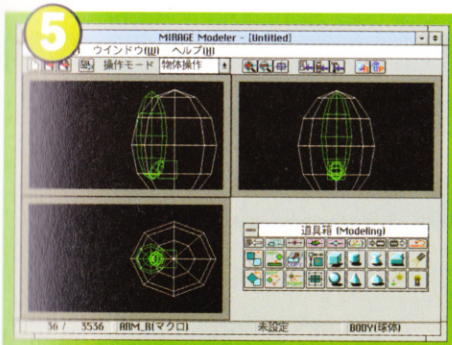 5
MIRAGE Modeler - [Untitled]
ウインドウ(W) ヘルプ(H)
操作モード 物体操作
道具箱 (Modeling)
36 / 3536 ARM_R(マクロ) 未設定 BODY(球体)